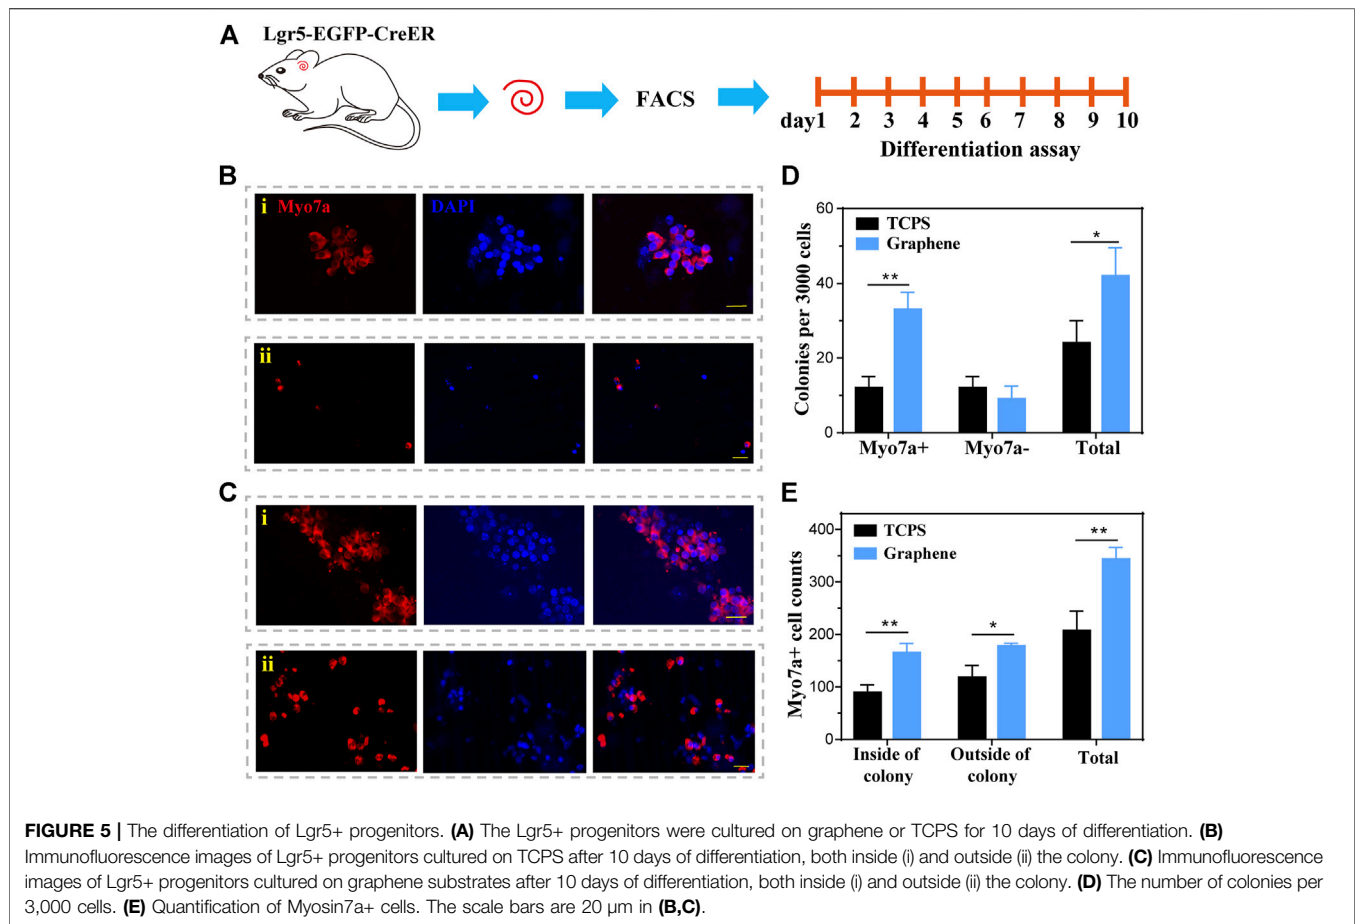 A
Lgr5-EGFP-CreER
FACS
day1 2 3 4 5 6 7 8 9 10
Differentiation assay
B
i Myo7a DAPI
ii
C
i
ii
D
60
40
20
0
Colonies per 3000 cells
TCPS
Graphene
**
*
Myo7a+ Myo7a- Total
E
400
300
200
100
0
Myo7a+ cell counts
TCPS
Graphene
**
*
**
Inside of colony
Outside of colony
Total
FIGURE 5 | The differentiation of Lgr5+ progenitors. (A) The Lgr5+ progenitors were cultured on graphene or TCPS for 10 days of differentiation. (B)
Immunofluorescence images of Lgr5+ progenitors cultured on TCPS after 10 days of differentiation, both inside (i) and outside (ii) the colony. (C) Immunofluorescence
images of Lgr5+ progenitors cultured on graphene substrates after 10 days of differentiation, both inside (i) and outside (ii) the colony. (D) The number of colonies per
3,000 cells. (E) Quantification of Myosin7a+ cells. The scale bars are 20 μm in (B,C).